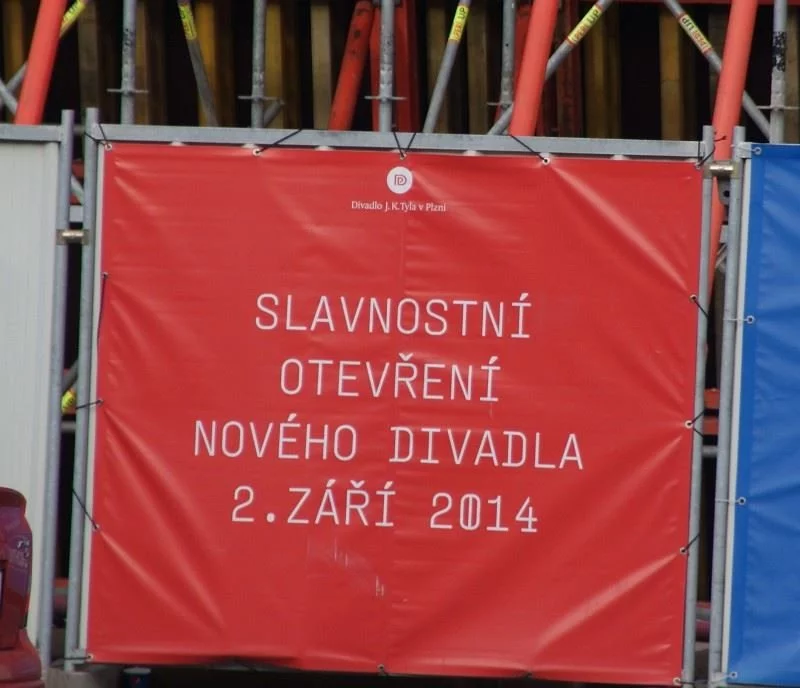 Divadlo J. K. Tyla v Plzni
SLAVNOSTNÍ
OTEVŘENÍ
NOVÉHO DIVADLA
2. ZÁŘÍ 2014